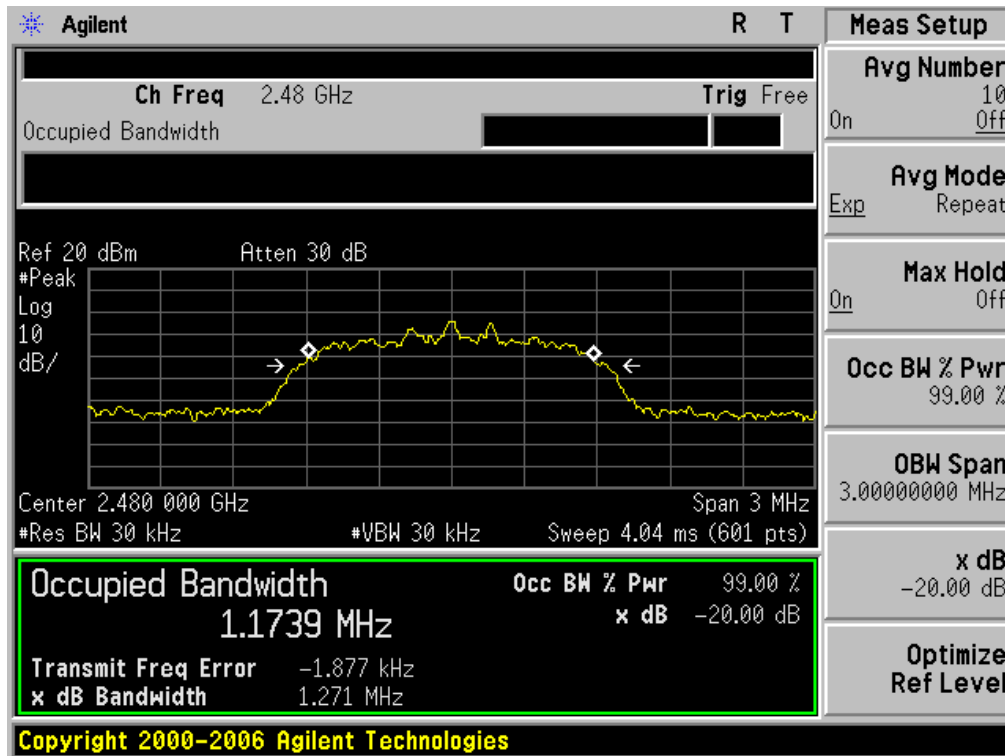 Agilent R T
Ch Freq 2.48 GHz Trig Free
Occupied Bandwidth
Ref 20 dBm Atten 30 dB
#Peak
Log
10
dB/
Center 2.480 000 GHz Span 3 MHz
#Res BW 30 kHz #VBW 30 kHz Sweep 4.04 ms (601 pts)
Occupied Bandwidth
1.1739 MHz
Occ BW % Pwr 99.00 %
x dB -20.00 dB
Transmit Freq Error -1.877 kHz
x dB Bandwidth 1.271 MHz
Copyright 2000-2006 Agilent Technologies
Meas Setup
Avg Number
10
On Off
Avg Mode
Exp Repeat
Max Hold
On Off
Occ BW % Pwr
99.00 %
OBW Span
3.00000000 MHz
x dB
-20.00 dB
Optimize
Ref Level